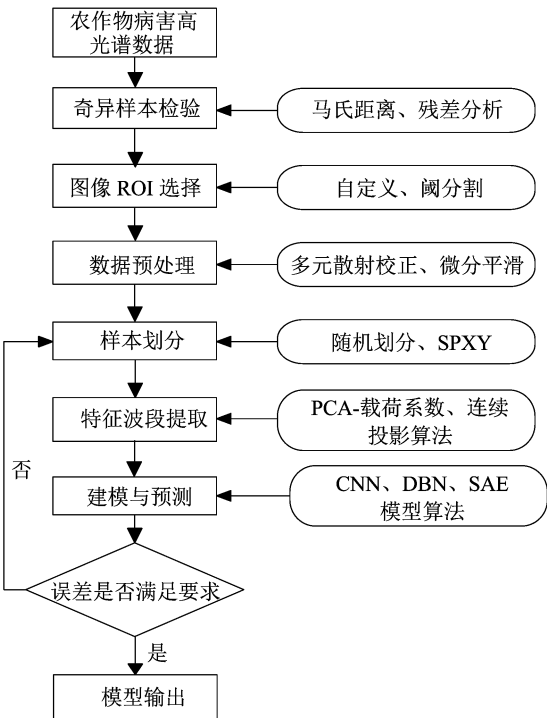 农作物病害高
光谱数据
奇异样本检验
马氏距离、残差分析
图像 ROI 选择
自定义、阈分割
数据预处理
多元散射校正、微分平滑
样本划分
随机划分、SPXY
特征波段提取
PCA-载荷系数、连续
投影算法
否
建模与预测
CNN、DBN、SAE
模型算法
误差是否满足要求
是
模型输出